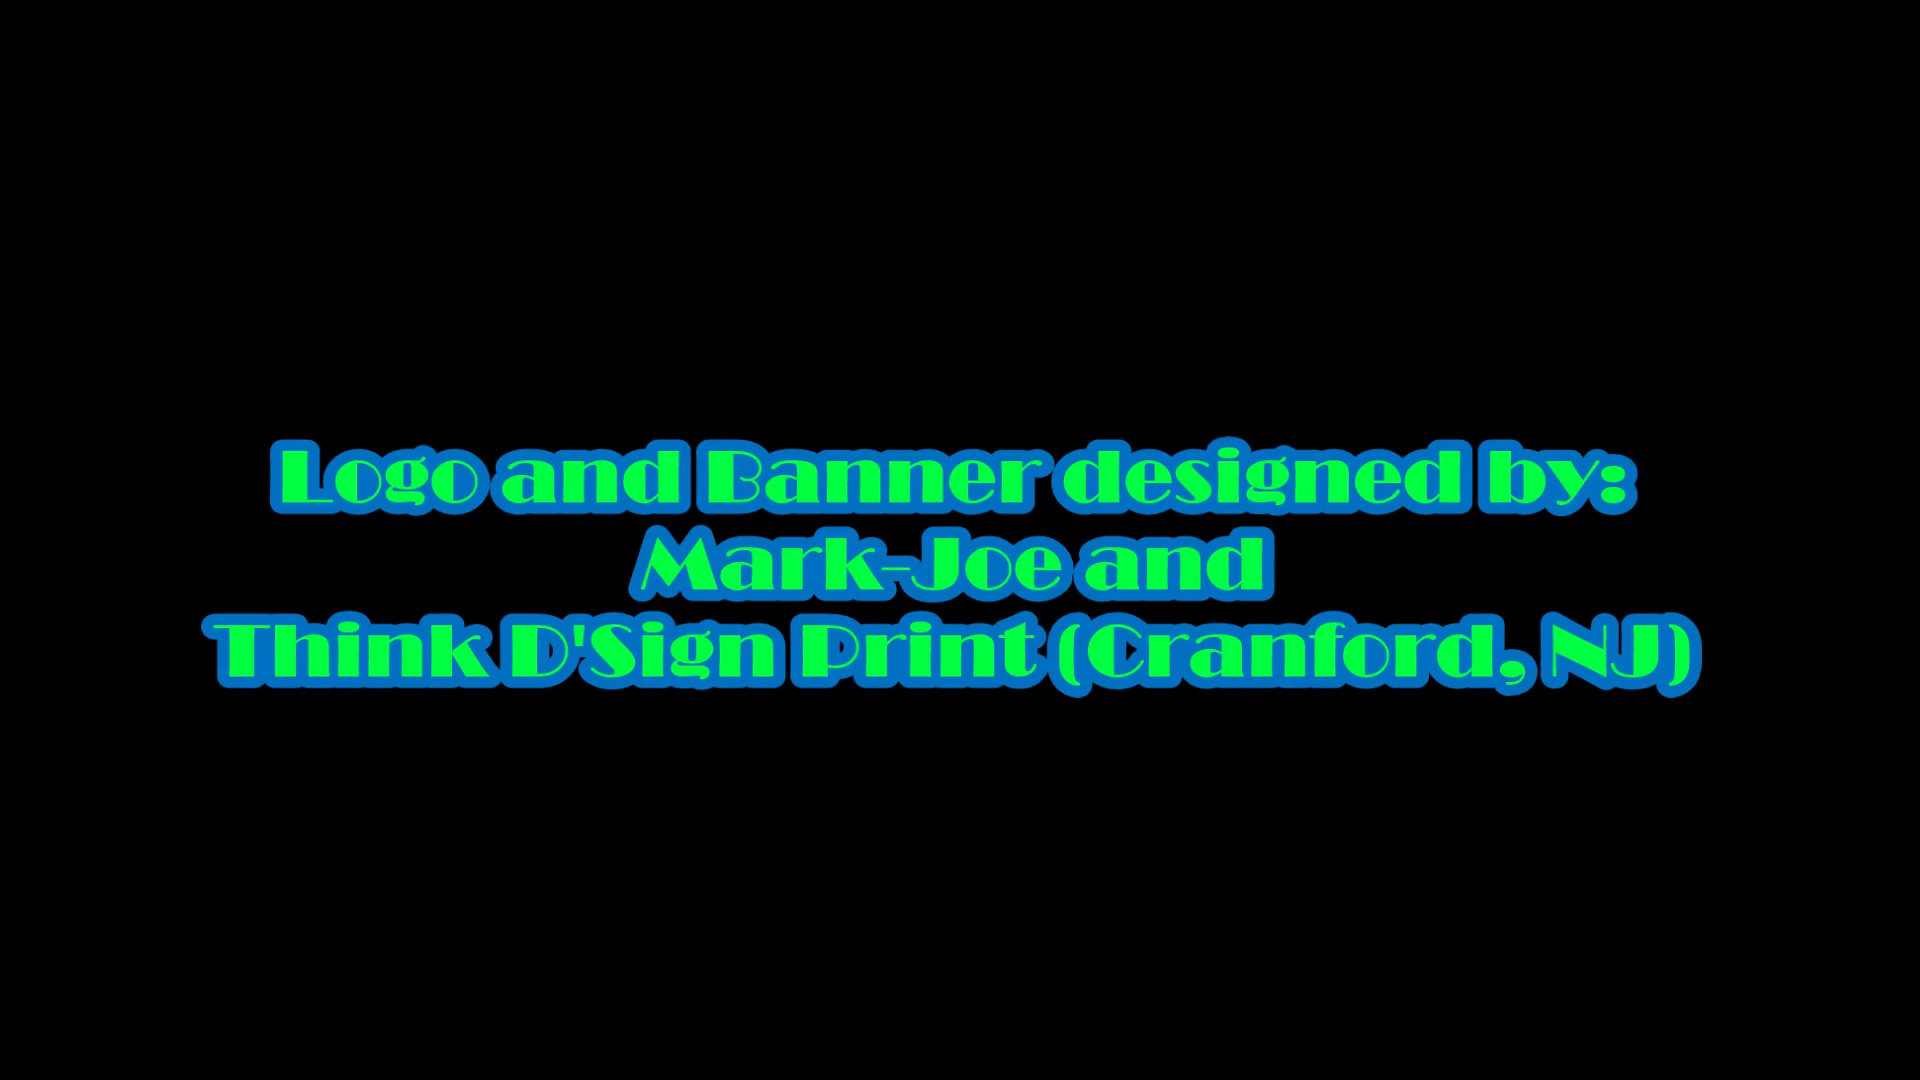 Logo and Banner designed by:
Mark-Joe and
Think D'Sign Print (Cranford, NJ)